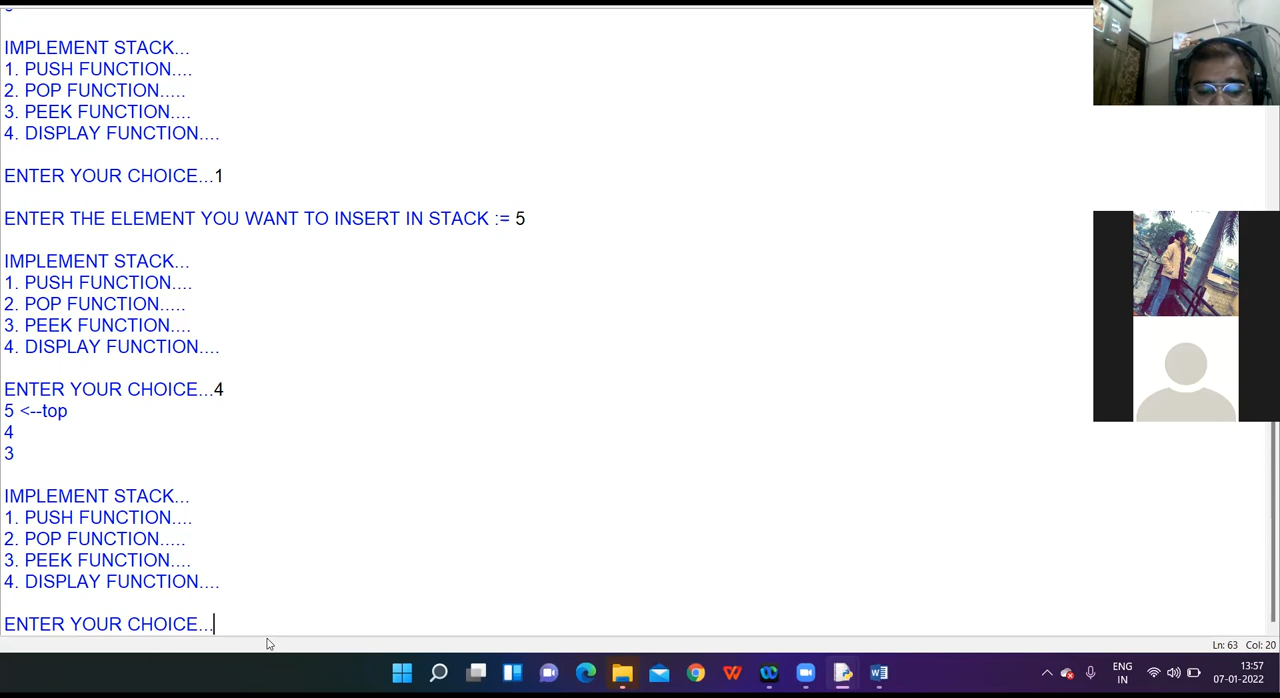 IMPLEMENT STACK...
1. PUSH FUNCTION....
2. POP FUNCTION.....
3. PEEK FUNCTION....
4. DISPLAY FUNCTION....
ENTER YOUR CHOICE...1
ENTER THE ELEMENT YOU WANT TO INSERT IN STACK := 5
IMPLEMENT STACK...
1. PUSH FUNCTION....
2. POP FUNCTION.....
3. PEEK FUNCTION....
4. DISPLAY FUNCTION....
ENTER YOUR CHOICE...4
5 <--top
4
3
IMPLEMENT STACK...
1. PUSH FUNCTION....
2. POP FUNCTION.....
3. PEEK FUNCTION....
4. DISPLAY FUNCTION....
ENTER YOUR CHOICE...
Ln: 63 Col: 20
ENG
IN
13:57
07-01-2022